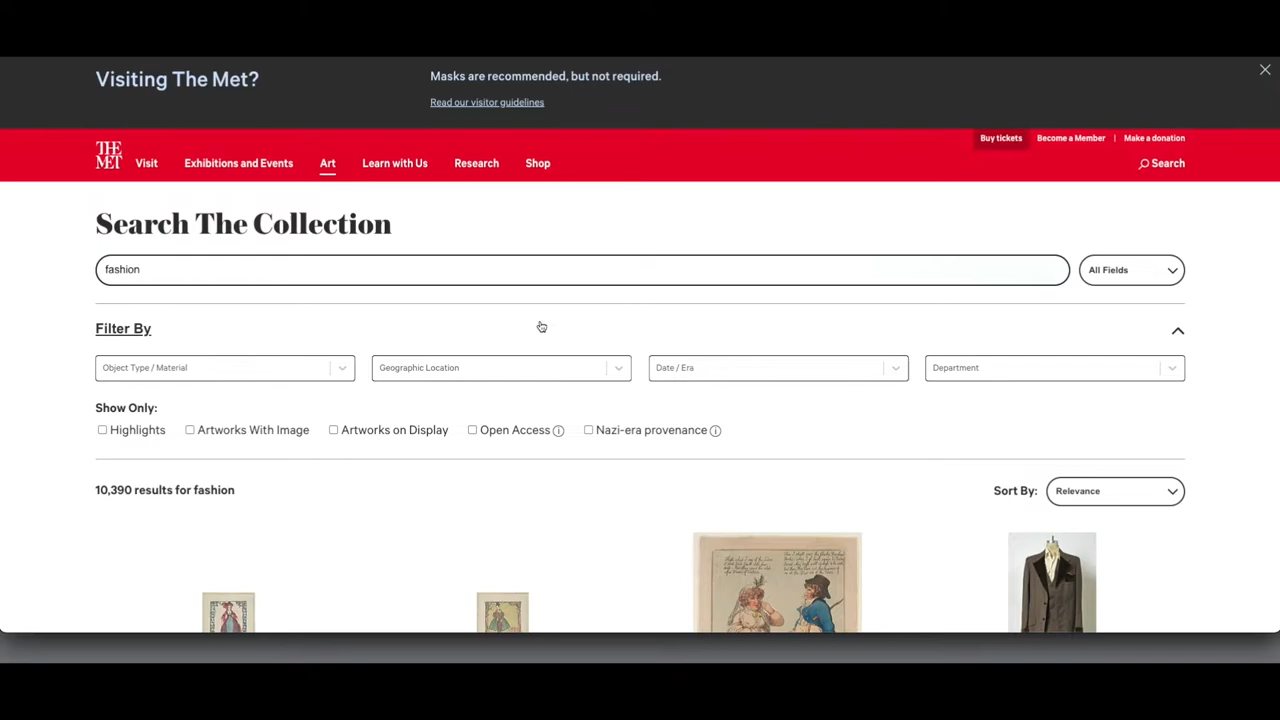 Visiting The Met?
Masks are recommended, but not required.
Read our visitor guidelines
Buy tickets
Become a Member | Make a donation
THE MET
Visit
Exhibitions and Events
Art
Learn with Us
Research
Shop
Search
Search The Collection
fashion
All Fields
Filter By
Object Type / Material
Geographic Location
Date / Era
Department
Show Only:
Highlights
Artworks With Image
Artworks on Display
Open Access
Nazi-era provenance
10,390 results for fashion
Sort By:
Relevance